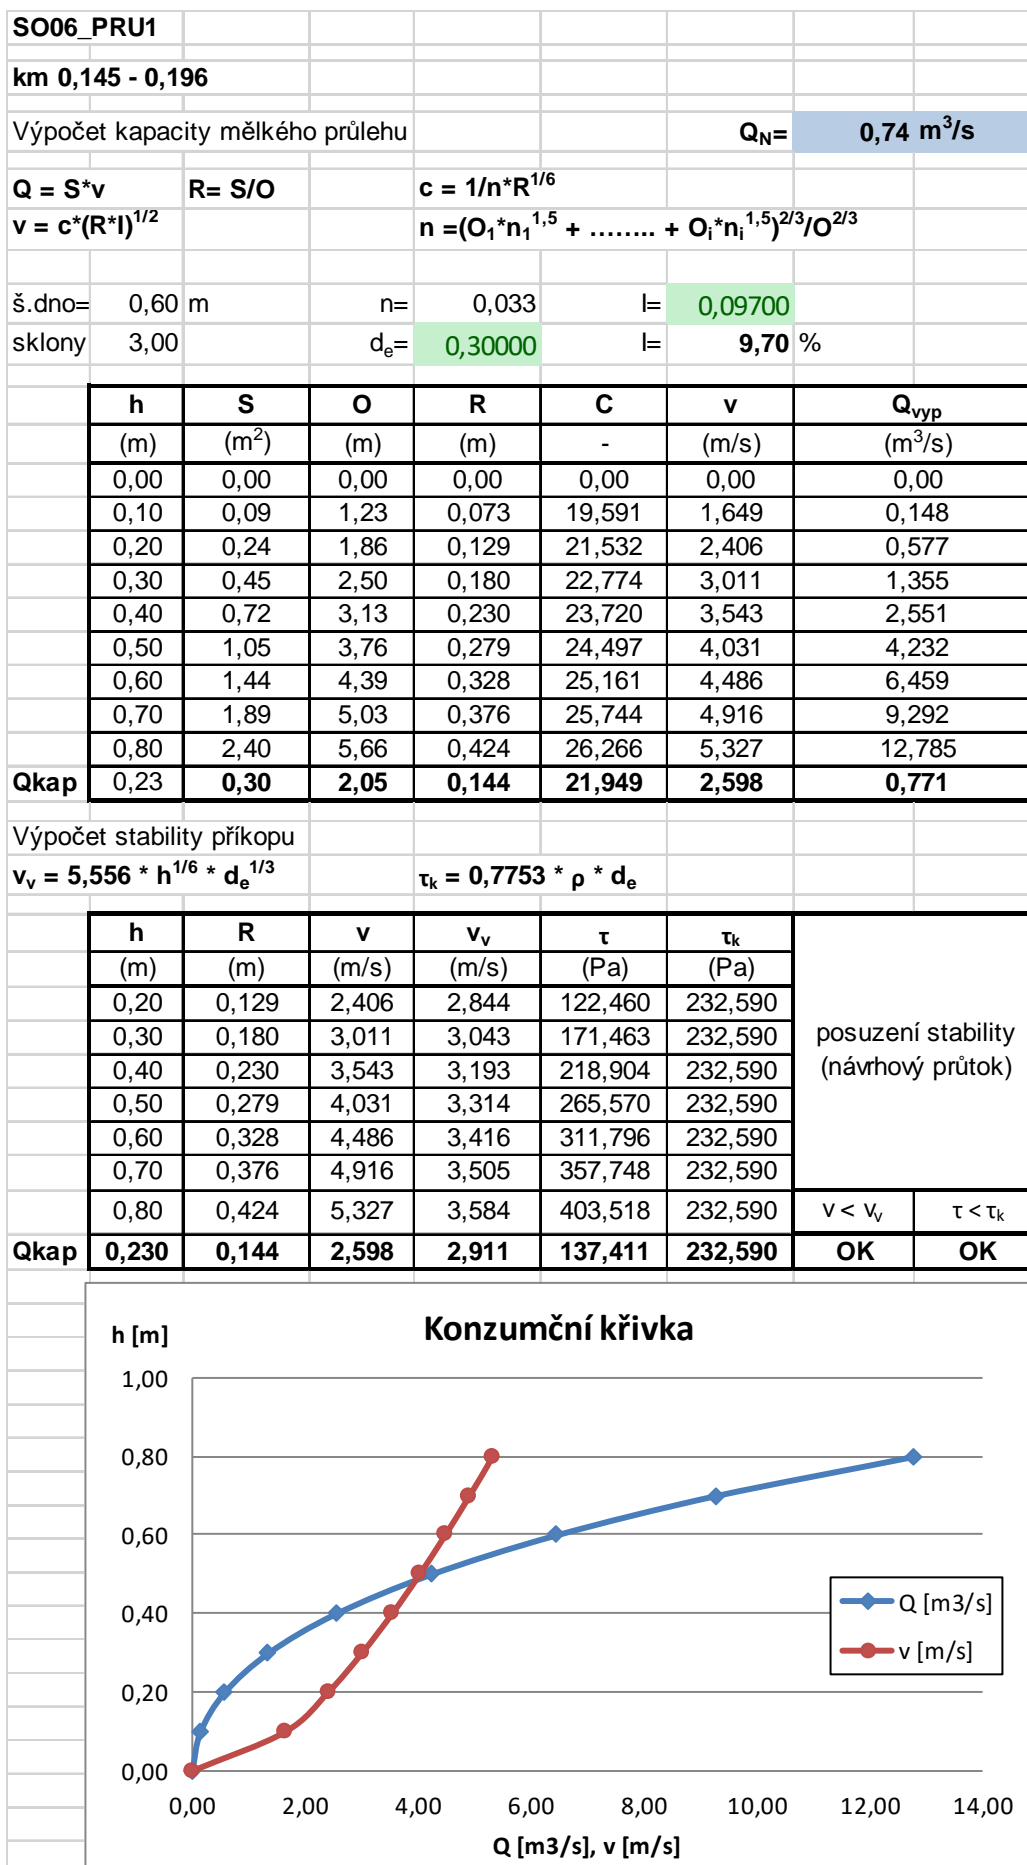 SO06_PRU1
km 0,145 - 0,196
Výpočet kapacity mělkého průlehu Q_N= 0,74 m³/s
Q = S*v R= S/O c = 1/n*R^1/6
v = c*(R*I)^1/2 n =(O₁*n₁^1,5 + …….. + Oᵢ*nᵢ^1,5)^2/3/O^2/3
š.dno= 0,60 m n= 0,033 I= 0,09700
sklony 3,00 dₑ= 0,30000 I= 9,70 %
h S O R C v Q_vyp
(m) (m²) (m) (m) - (m/s) (m³/s)
0,00 0,00 0,00 0,00 0,00 0,00 0,00
0,10 0,09 1,23 0,073 19,591 1,649 0,148
0,20 0,24 1,86 0,129 21,532 2,406 0,577
0,30 0,45 2,50 0,180 22,774 3,011 1,355
0,40 0,72 3,13 0,230 23,720 3,543 2,551
0,50 1,05 3,76 0,279 24,497 4,031 4,232
0,60 1,44 4,39 0,328 25,161 4,486 6,459
0,70 1,89 5,03 0,376 25,744 4,916 9,292
0,80 2,40 5,66 0,424 26,266 5,327 12,785
Qkap 0,23 0,30 2,05 0,144 21,949 2,598 0,771
Výpočet stability příkopu
vᵥ = 5,556 * h^1/6 * dₑ^1/3 τₖ = 0,7753 * ρ * dₑ
h R v vᵥ τ τₖ
(m) (m) (m/s) (m/s) (Pa) (Pa)
0,20 0,129 2,406 2,844 122,460 232,590
0,30 0,180 3,011 3,043 171,463 232,590 posuzení stability
0,40 0,230 3,543 3,193 218,904 232,590 (návrhový průtok)
0,50 0,279 4,031 3,314 265,570 232,590
0,60 0,328 4,486 3,416 311,796 232,590
0,70 0,376 4,916 3,505 357,748 232,590
0,80 0,424 5,327 3,584 403,518 232,590 v < vᵥ τ < τₖ
Qkap 0,230 0,144 2,598 2,911 137,411 232,590 OK OK
Konzumční křivka
h [m]
1,00
0,80
0,60
0,40
0,20
0,00
Q [m3/s]
v [m/s]
0,00 2,00 4,00 6,00 8,00 10,00 12,00 14,00
Q [m3/s], v [m/s]